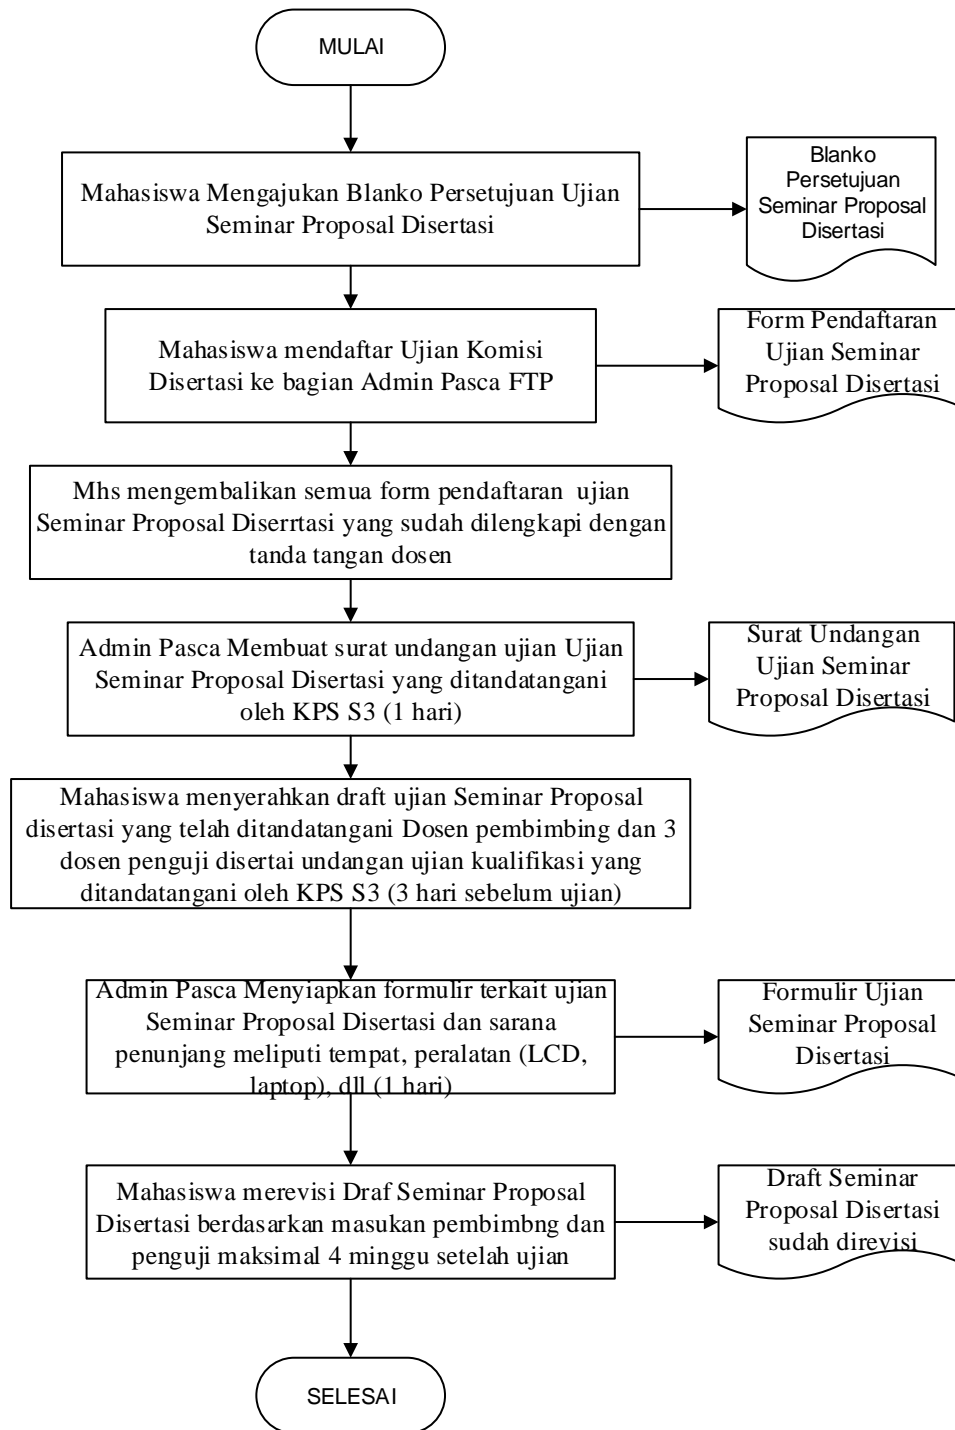 MULAI
Mahasiswa Mengajukan Blanko Persetujuan Ujian
Seminar Proposal Disertasi
Blanko
Persetujuan
Seminar Proposal
Disertasi
Mahasiswa mendaftar Ujian Komisi
Disertasi ke bagian Admin Pasca FTP
Form Pendaftaran
Ujian Seminar
Proposal Disertasi
Mhs mengembalikan semua form pendaftaran ujian
Seminar Proposal Diserrtasi yang sudah dilengkapi dengan
tanda tangan dosen
Admin Pasca Membuat surat undangan ujian Ujian
Seminar Proposal Disertasi yang ditandatangani
oleh KPS S3 (1 hari)
Surat Undangan
Ujian Seminar
Proposal Disertasi
Mahasiswa menyerahkan draft ujian Seminar Proposal
disertasi yang telah ditandatangani Dosen pembimbing dan 3
dosen penguji disertai undangan ujian kualifikasi yang
ditandatangani oleh KPS S3 (3 hari sebelum ujian)
Admin Pasca Menyiapkan formulir terkait ujian
Seminar Proposal Disertasi dan sarana
penunjang meliputi tempat, peralatan (LCD,
laptop), dll (1 hari)
Formulir Ujian
Seminar Proposal
Disertasi
Mahasiswa merevisi Draf Seminar Proposal
Disertasi berdasarkan masukan pembimbng dan
penguji maksimal 4 minggu setelah ujian
Draft Seminar
Proposal Disertasi
sudah direvisi
SELESAI